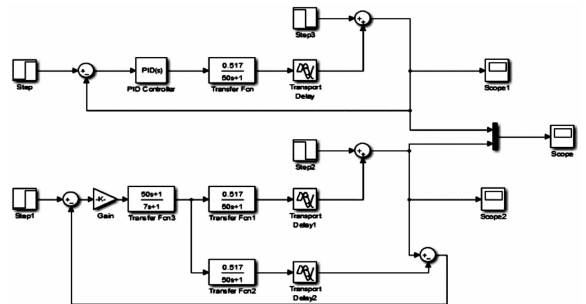 Step3
Step
PID(s)
PID Controller
0.517
50s+1
Transfer Fcn
Transport
Delay
Scope1
Scope
Step2
Step1
-K-
Gain
50s+1
7s+1
Transfer Fcn3
0.517
50s+1
Transfer Fcn1
Transport
Delay1
Scope2
0.517
50s+1
Transfer Fcn2
Transport
Delay2